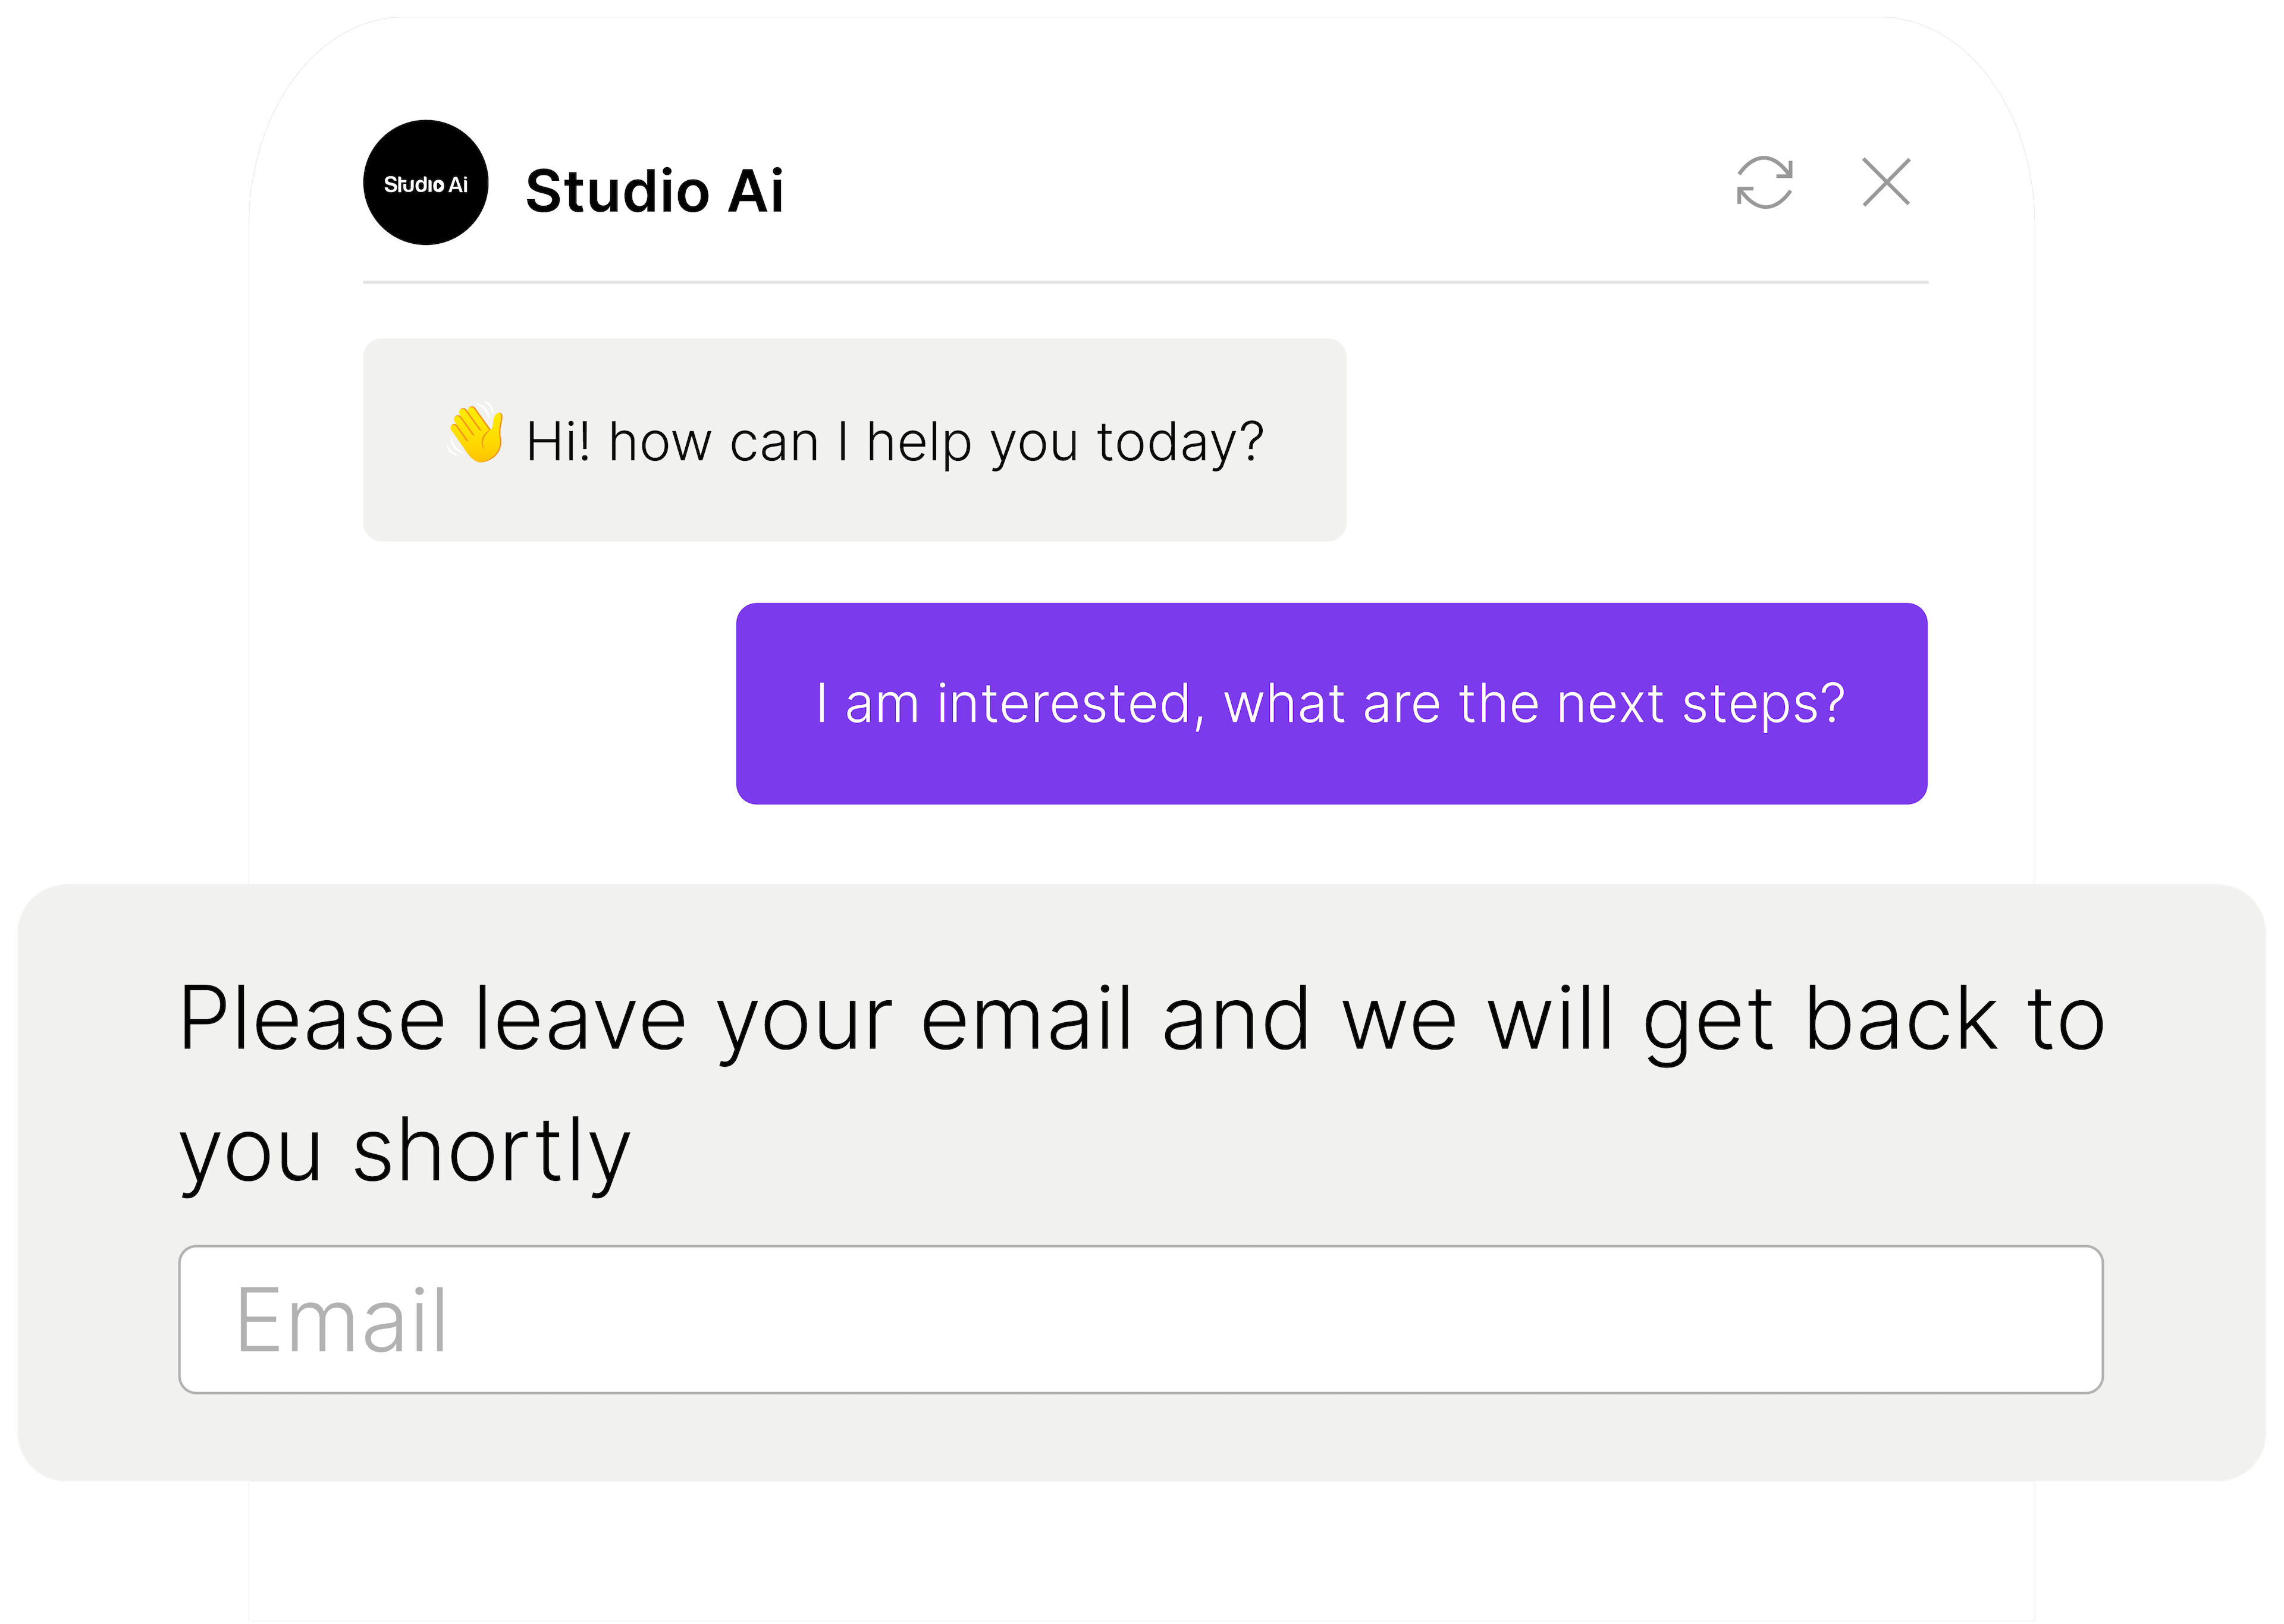 Studio Ai
Studio Ai
👋 Hi! how can I help you today?
I am interested, what are the next steps?
Please leave your email and we will get back to
you shortly
Email